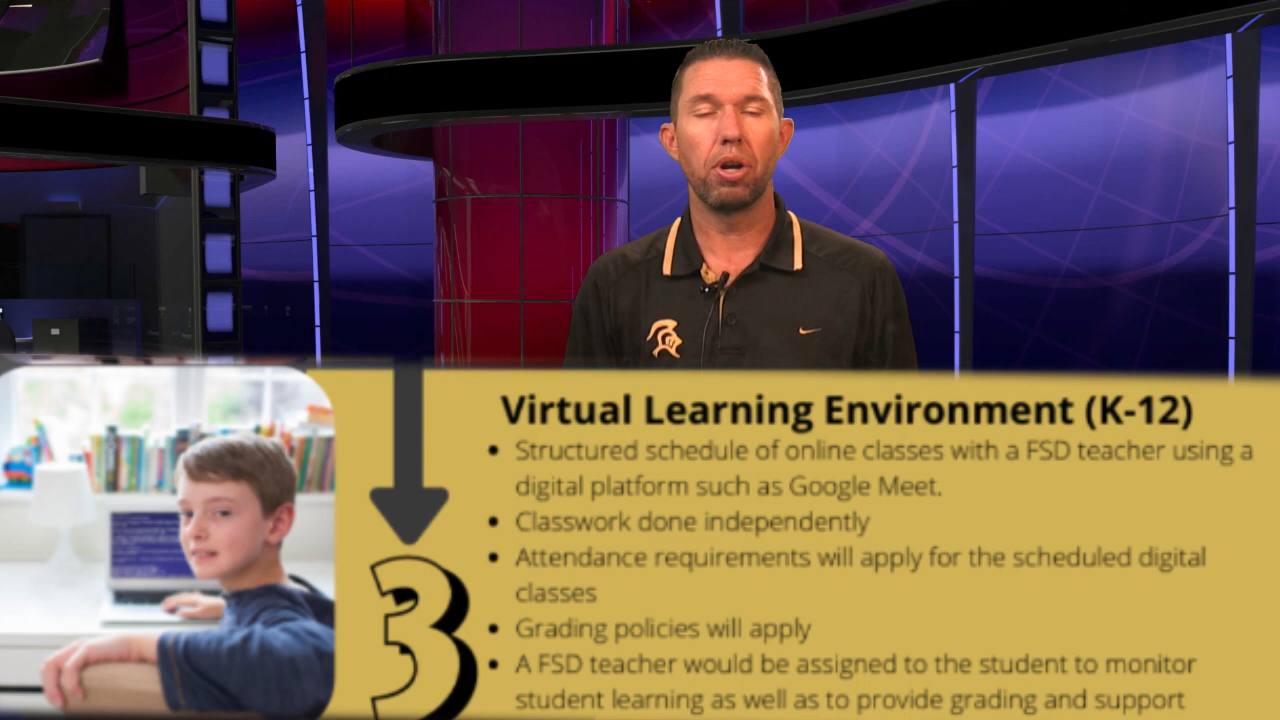 Virtual Learning Environment (K-12)
• Structured schedule of online classes with a FSD teacher using a
digital platform such as Google Meet.
• Classwork done independently
• Attendance requirements will apply for the scheduled digital
classes
• Grading policies will apply
• A FSD teacher would be assigned to the student to monitor
student learning as well as to provide grading and support
3